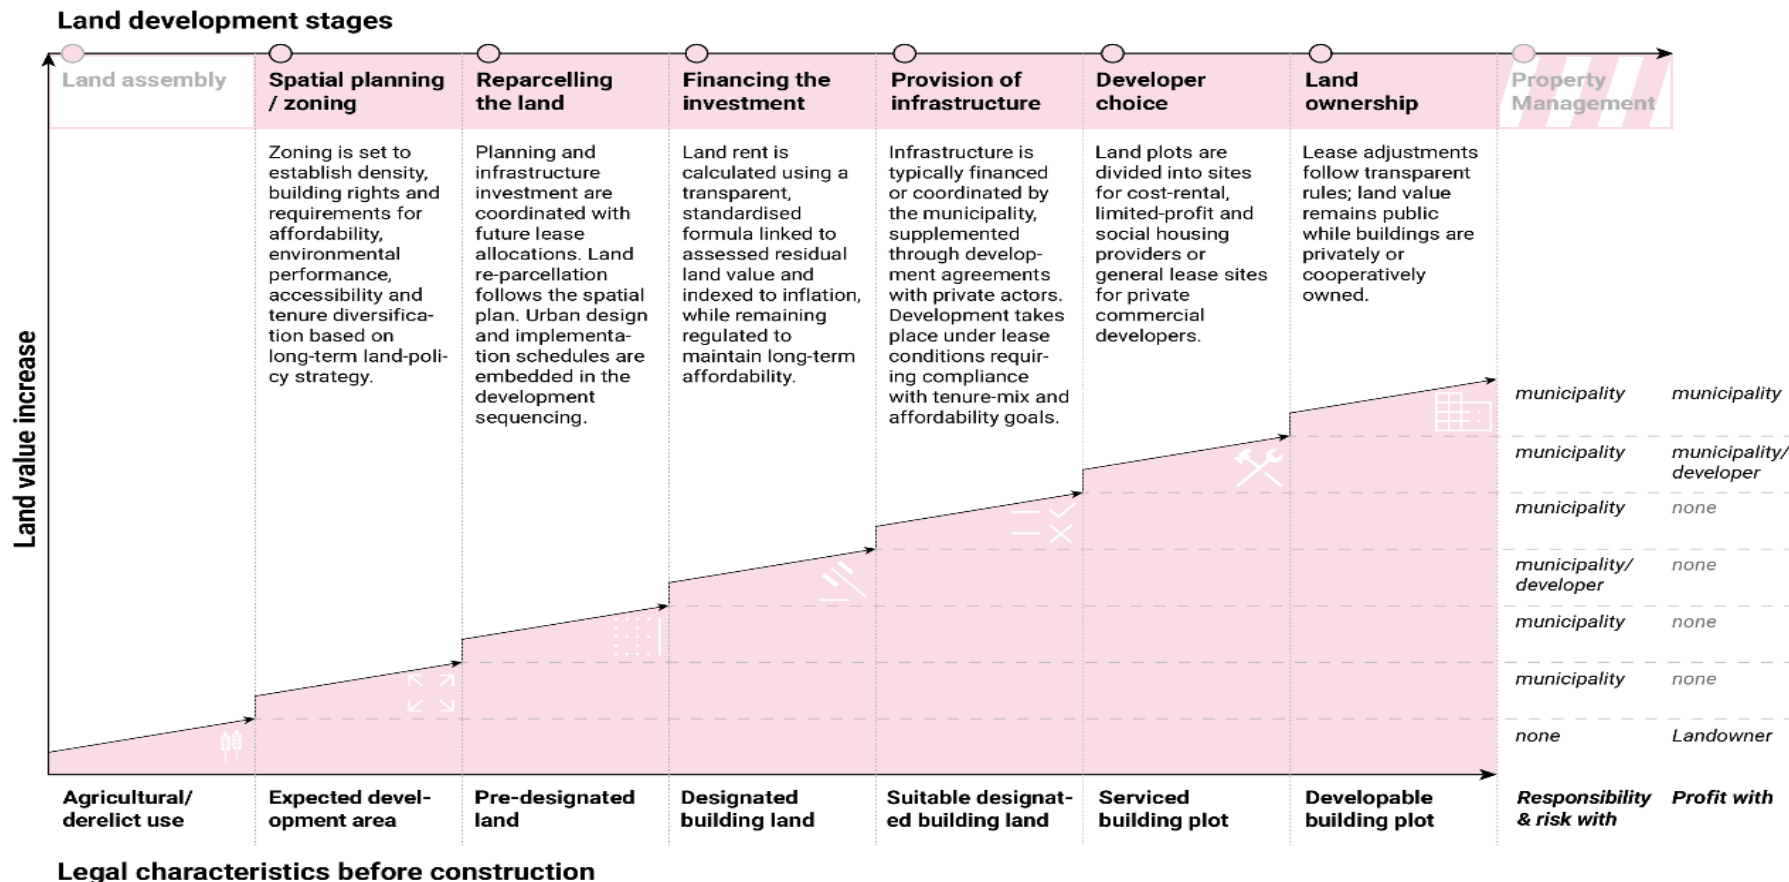 Land development stages
Land assembly
Spatial planning
/ zoning
Reparcelling
the land
Financing the
investment
Provision of
infrastructure
Developer
choice
Land
ownership
Property
Management
Zoning is set to
establish density,
building rights and
requirements for
affordability,
environmental
performance,
accessibility and
tenure diversifica-
tion based on
long-term land-poli-
cy strategy.
Planning and
infrastructure
investment are
coordinated with
future lease
allocations. Land
re-parcellation
follows the spatial
plan. Urban design
and implementa-
tion schedules are
embedded in the
development
sequencing.
Land rent is
calculated using a
transparent,
standardised
formula linked to
assessed residual
land value and
indexed to inflation,
while remaining
regulated to
maintain long-term
affordability.
Infrastructure is
typically financed
or coordinated by
the municipality,
supplemented
through develop-
ment agreements
with private actors.
Development takes
place under lease
conditions requir-
ing compliance
with tenure-mix and
affordability goals.
Land plots are
divided into sites
for cost-rental,
limited-profit and
social housing
providers or
general lease sites
for private
commercial
developers.
Lease adjustments
follow transparent
rules; land value
remains public
while buildings are
privately or
cooperatively
owned.
Land value increase
municipality municipality
municipality municipality/
developer
municipality none
municipality/ none
developer
municipality none
municipality none
none Landowner
Agricultural/
derelict use
Expected devel-
opment area
Pre-designated
land
Designated
building land
Suitable designat-
ed building land
Serviced
building plot
Developable
building plot
Responsibility
& risk with
Profit with
Legal characteristics before construction